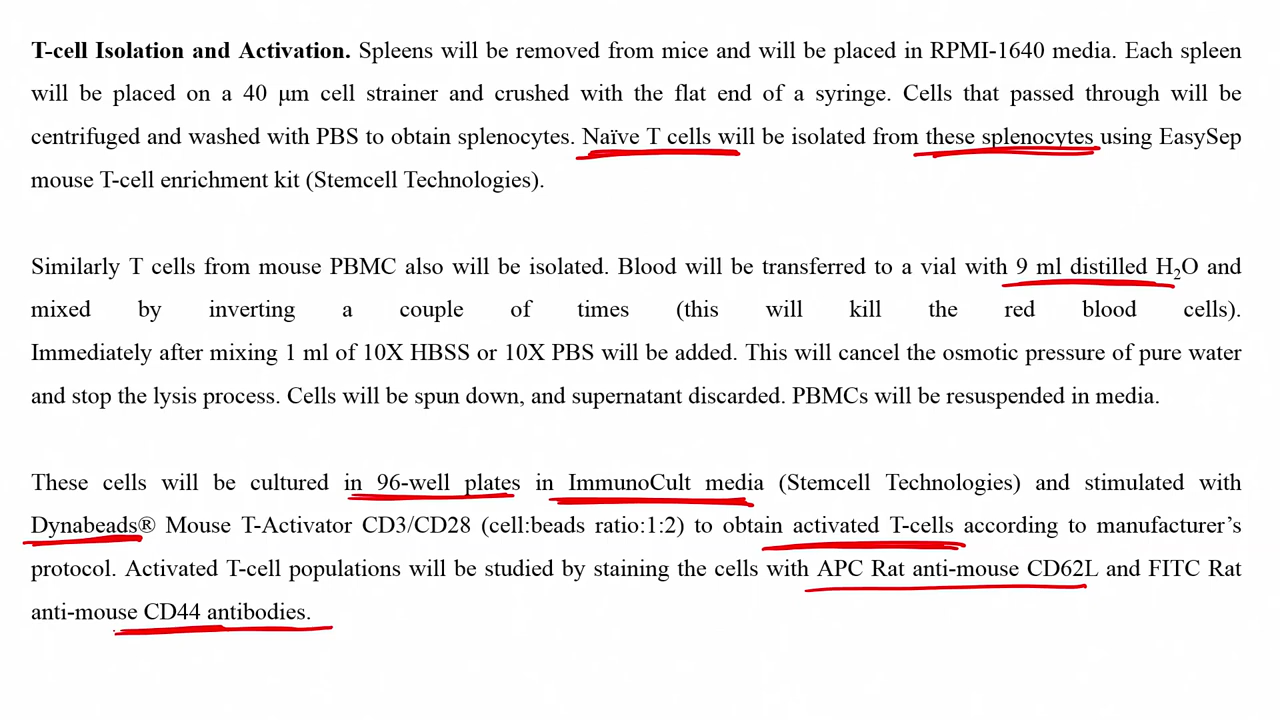 T-cell Isolation and Activation. Spleens will be removed from mice and will be placed in RPMI-1640 media. Each spleen
will be placed on a 40 μm cell strainer and crushed with the flat end of a syringe. Cells that passed through will be
centrifuged and washed with PBS to obtain splenocytes. Naïve T cells will be isolated from these splenocytes using EasySep
mouse T-cell enrichment kit (Stemcell Technologies).
Similarly T cells from mouse PBMC also will be isolated. Blood will be transferred to a vial with 9 ml distilled H₂O and
mixed by inverting a couple of times (this will kill the red blood cells).
Immediately after mixing 1 ml of 10X HBSS or 10X PBS will be added. This will cancel the osmotic pressure of pure water
and stop the lysis process. Cells will be spun down, and supernatant discarded. PBMCs will be resuspended in media.
These cells will be cultured in 96-well plates in ImmunoCult media (Stemcell Technologies) and stimulated with
Dynabeads® Mouse T-Activator CD3/CD28 (cell:beads ratio:1:2) to obtain activated T-cells according to manufacturer’s
protocol. Activated T-cell populations will be studied by staining the cells with APC Rat anti-mouse CD62L and FITC Rat
anti-mouse CD44 antibodies.